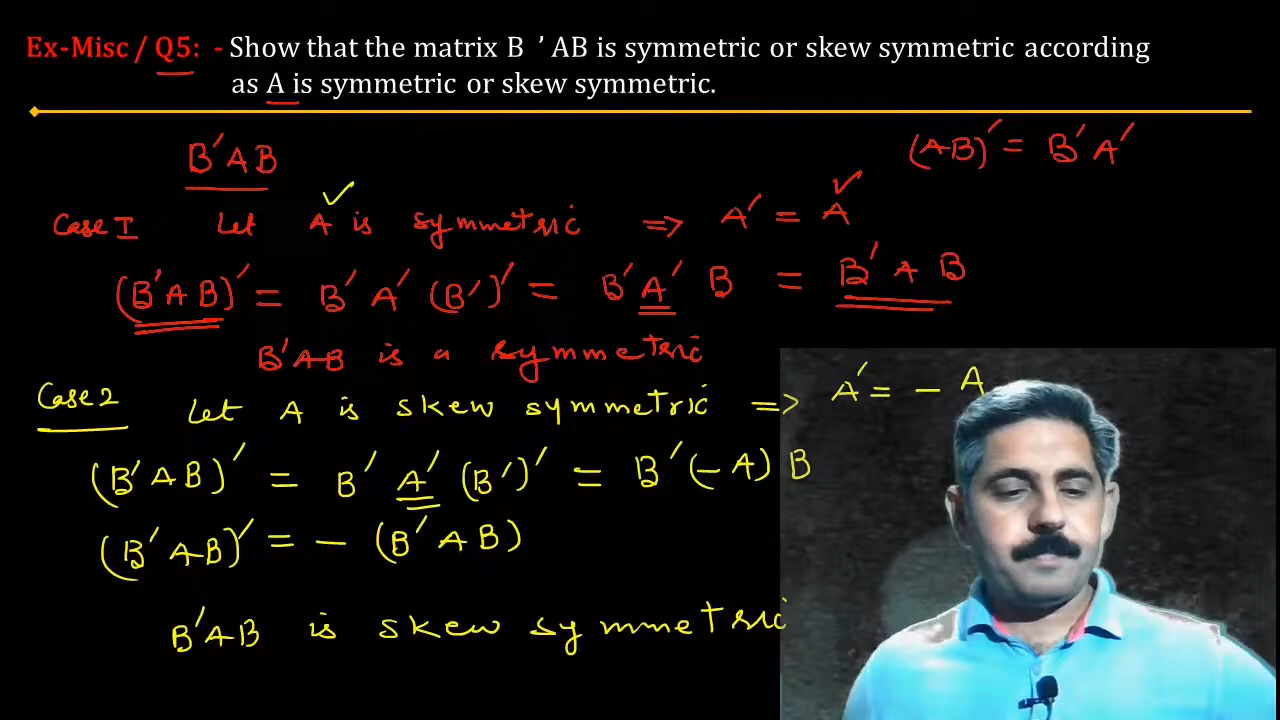 Ex-Misc / Q5: - Show that the matrix B ’ AB is symmetric or skew symmetric according
as A is symmetric or skew symmetric.
B'AB
(AB)' = B'A'
Case I Let A is symmetric => A' = A
(B'AB)' = B'A'(B')' = B'A'B = B'AB
B'AB is a symmetric
Case 2 Let A is skew symmetric => A' = - A
(B'AB)' = B'A'(B')' = B'(-A)B
(B'AB)' = - (B'AB)
B'AB is skew symmetric